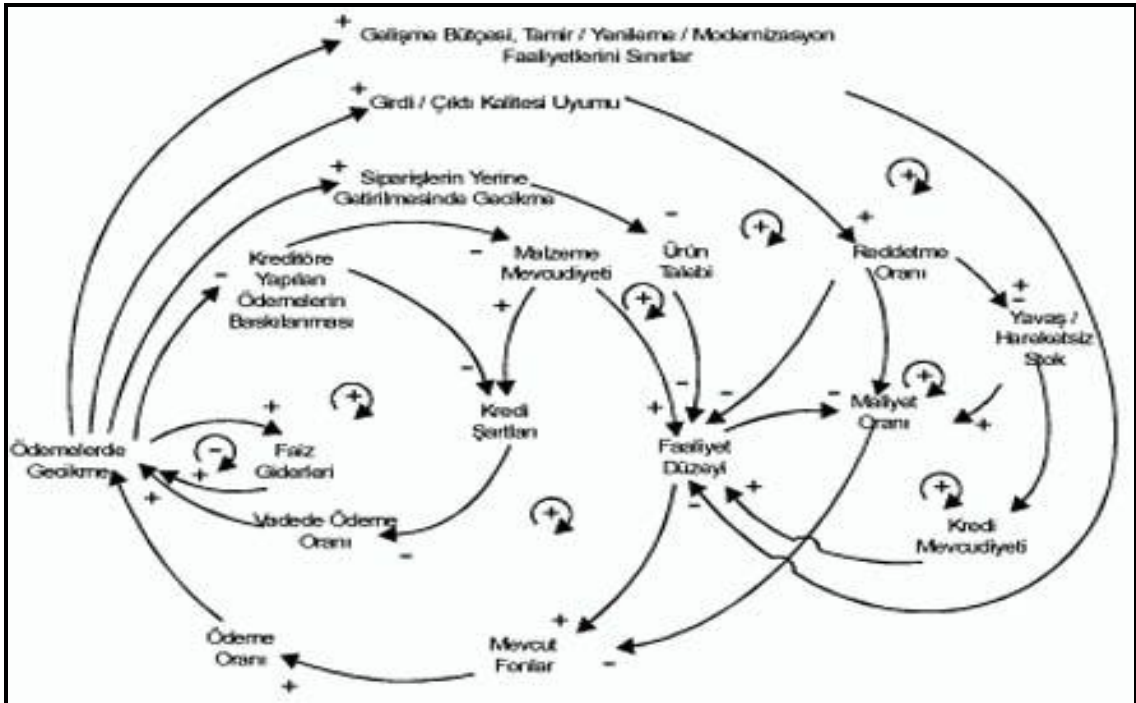 Gelişme Bütçesi, Tamir / Yenileme / Modernizasyon
Faaliyetlerini Sınırlar
Girdi / Çıktı Kalitesi Uyumu
Siparişlerin Yerine
Getirilmesinde Gecikme
Kreditöre
Yapılan
Ödemelerin
Baskılanması
Malzeme
Mevcudiyeti
Ürün
Talebi
Reddetme
Oranı
Yavaş /
Hareketsiz
Stok
Kredi
Şartları
Maliyet
Oranı
Ödemelerde
Gecikme
Faiz
Giderleri
Faaliyet
Düzeyi
Vadede Ödeme
Oranı
Kredi
Mevcudiyeti
Ödeme
Oranı
Mevcut
Fonlar